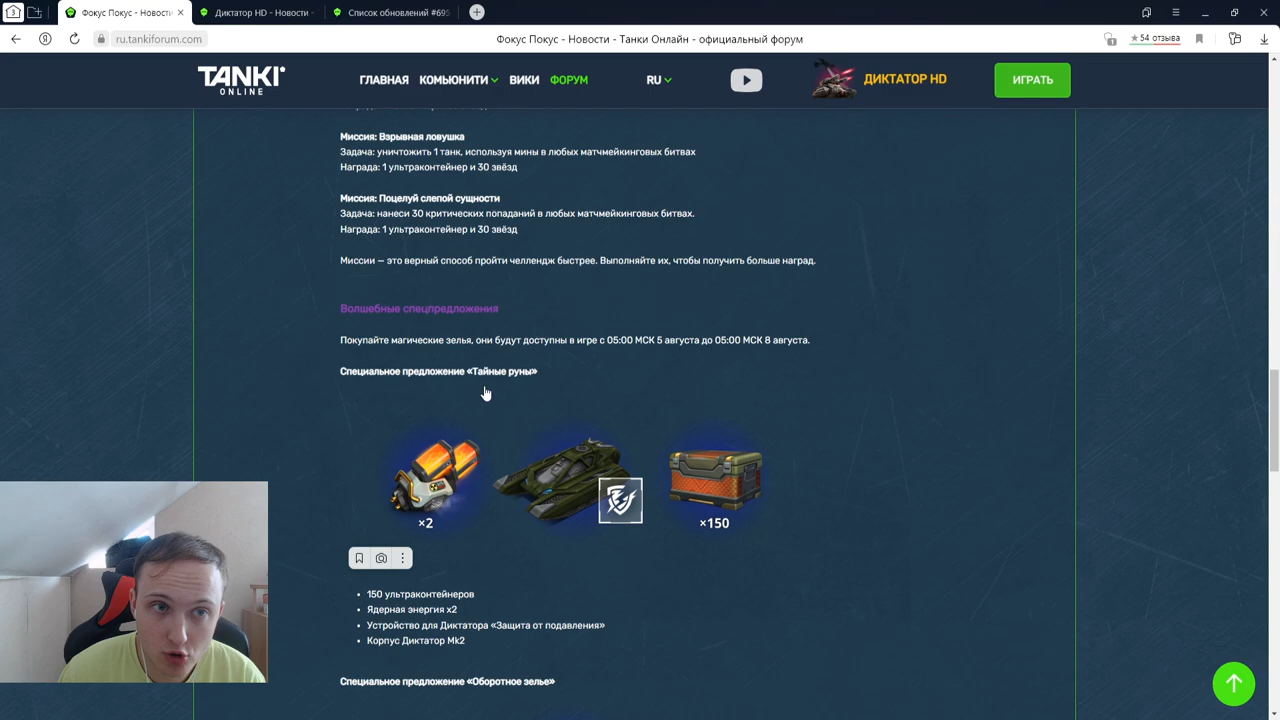 3
Фокус Покус - Новости
Диктатор HD - Новости -
Список обновлений #695
ru.tankiforum.com
Фокус Покус - Новости - Танки Онлайн - официальный форум
★ 54 отзыва
TANKI
ONLINE
ГЛАВНАЯ
КОМЬЮНИТИ
ВИКИ
ФОРУМ
RU
ДИКТАТОР HD
ИГРАТЬ
Миссия: Взрывная ловушка
Задача: уничтожить 1 танк, используя мины в любых матчмейкинговых битвах
Награда: 1 ультраконтейнер и 30 звёзд
Миссия: Поцелуй слепой сущности
Задача: нанеси 30 критических попаданий в любых матчмейкинговых битвах.
Награда: 1 ультраконтейнер и 30 звёзд
Миссии — это верный способ пройти челлендж быстрее. Выполняйте их, чтобы получить больше наград.
Волшебные спецпредложения
Покупайте магические зелья, они будут доступны в игре с 05:00 МСК 5 августа до 05:00 МСК 8 августа.
Специальное предложение «Тайные руны»
×2
×150
• 150 ультраконтейнеров
• Ядерная энергия x2
• Устройство для Диктатора «Защита от подавления»
• Корпус Диктатор Mk2
Специальное предложение «Оборотное зелье»